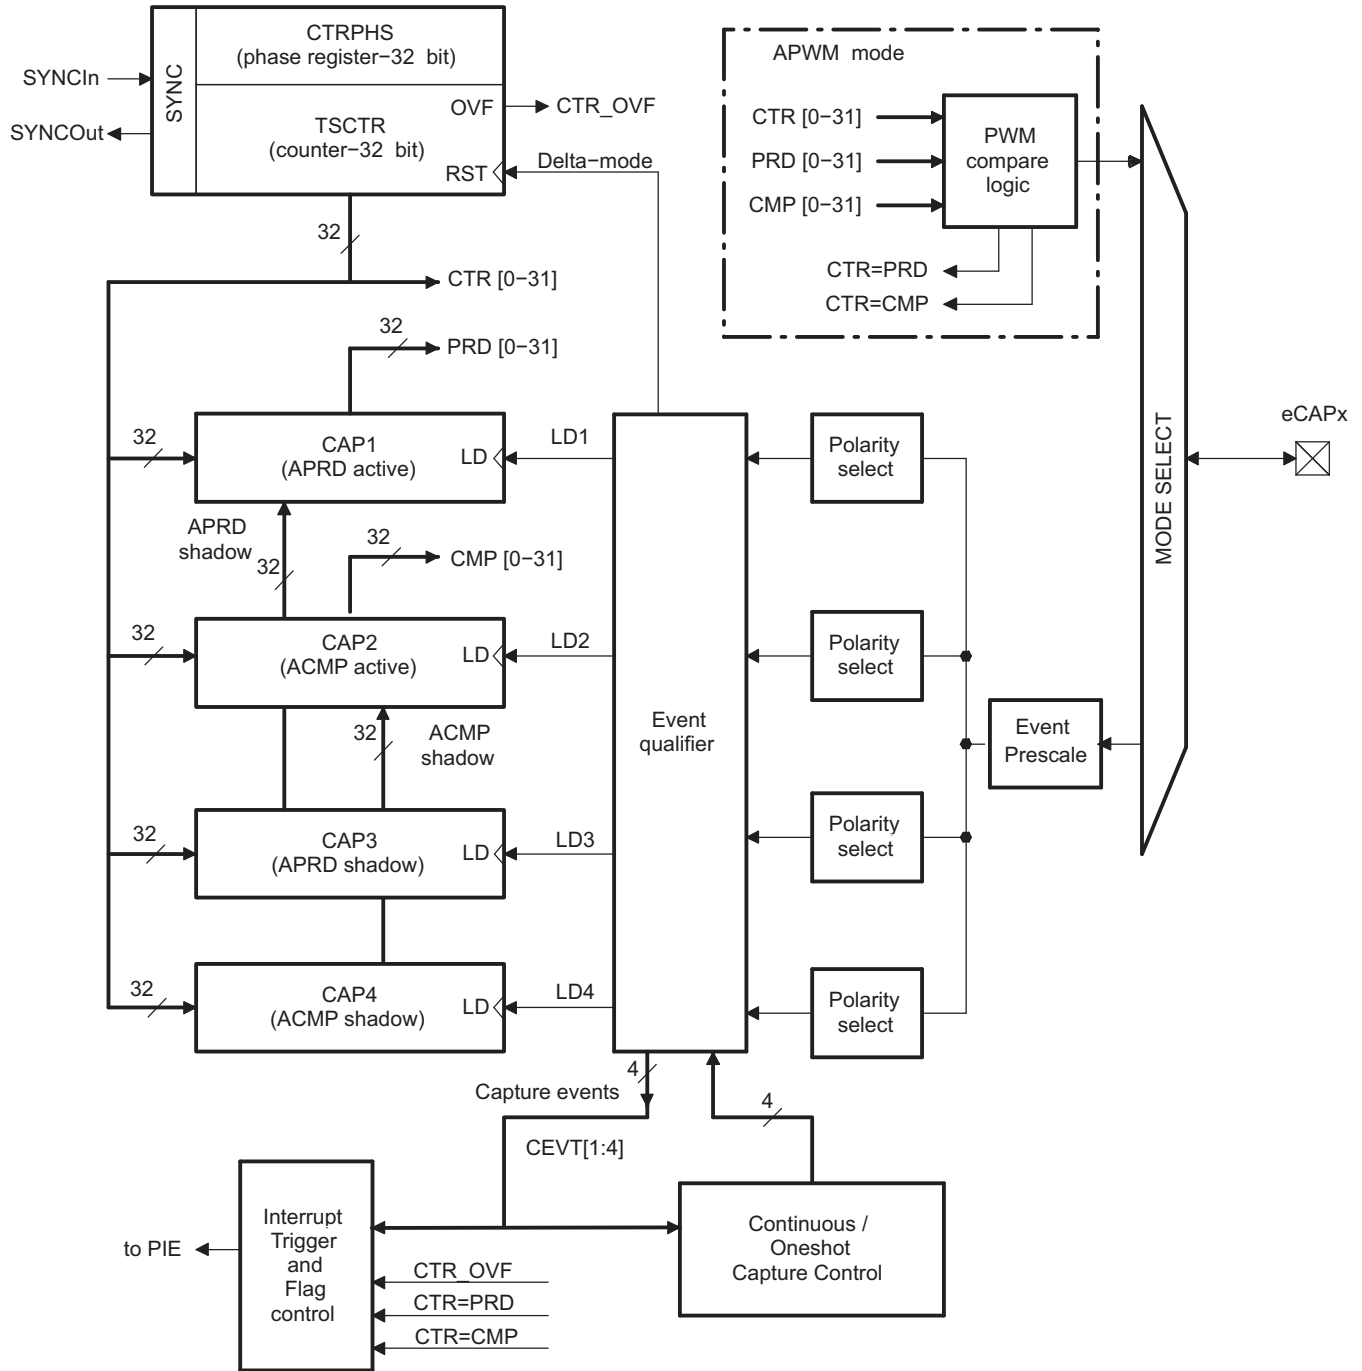 CTRPHS
(phase register−32 bit)
SYNC
SYNCIn
SYNCOut
OVF
CTR_OVF
TSCTR
(counter−32 bit)
RST
Delta−mode
32
CTR [0−31]
32
PRD [0−31]
APWM mode
CTR [0−31]
PRD [0−31]
CMP [0−31]
PWM
compare
logic
CTR=PRD
CTR=CMP
MODE SELECT
eCAPx
32
CAP1
(APRD active)
LD
LD1
Polarity
select
APRD
shadow
32
32
CMP [0−31]
32
CAP2
(ACMP active)
LD
LD2
Polarity
select
32
ACMP
shadow
Event
qualifier
Event
Prescale
32
CAP3
(APRD shadow)
LD
LD3
Polarity
select
32
CAP4
(ACMP shadow)
LD
LD4
Polarity
select
4
Capture events
4
CEVT[1:4]
Interrupt
Trigger
and
Flag
control
to PIE
CTR_OVF
CTR=PRD
CTR=CMP
Continuous /
Oneshot
Capture Control